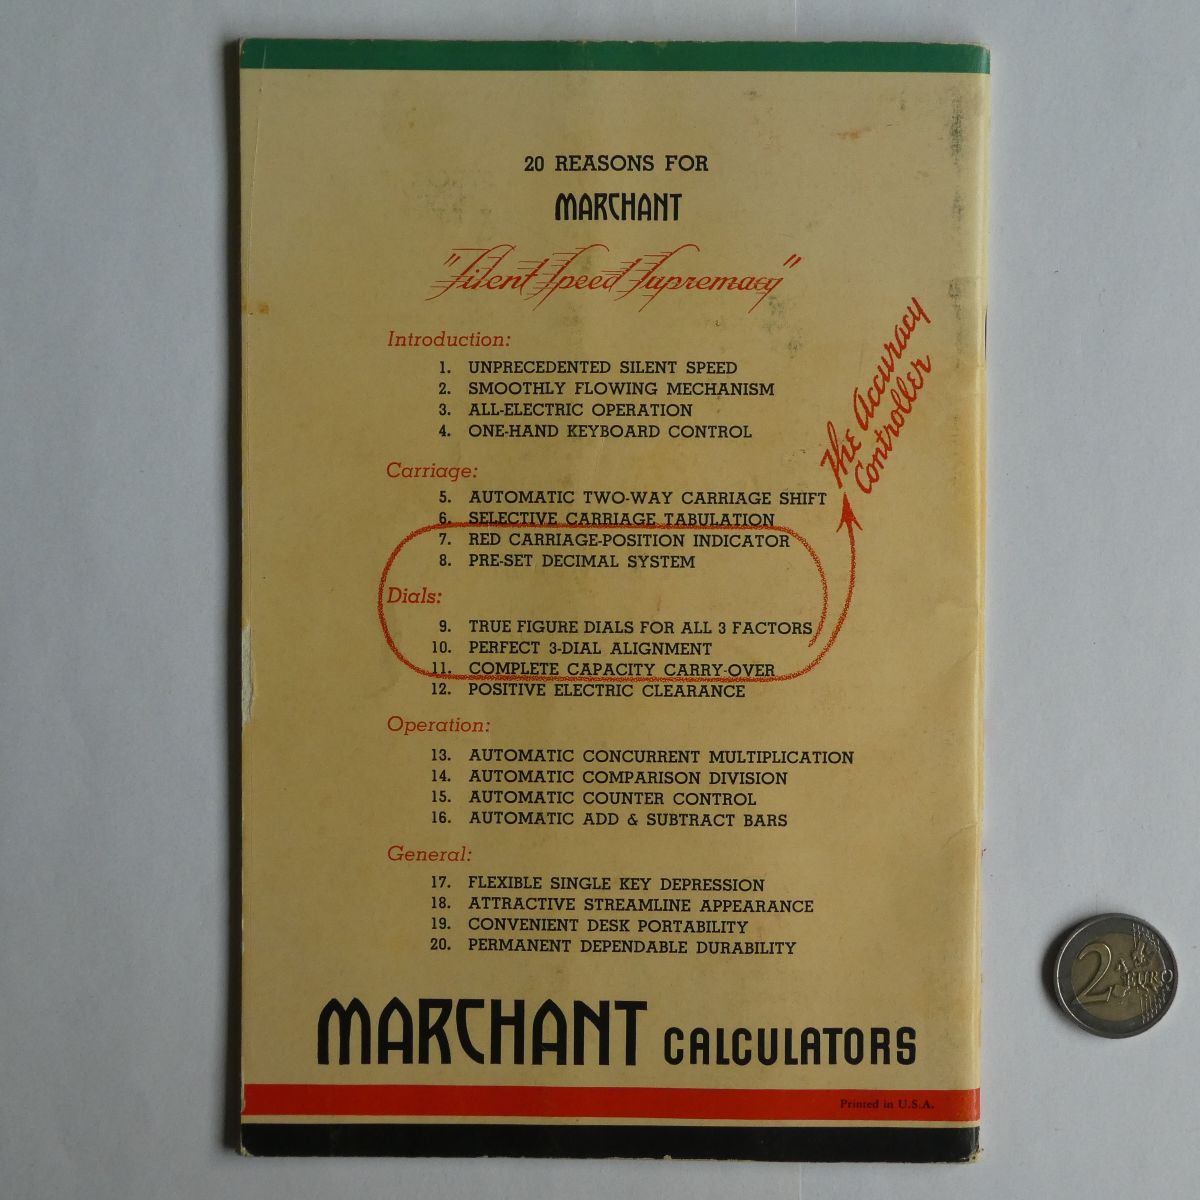 20 REASONS FOR
MARCHANT
"Silent Speed Supremacy"
Introduction:
1. UNPRECEDENTED SILENT SPEED
2. SMOOTHLY FLOWING MECHANISM
3. ALL-ELECTRIC OPERATION
4. ONE-HAND KEYBOARD CONTROL
Carriage:
5. AUTOMATIC TWO-WAY CARRIAGE SHIFT
6. SELECTIVE CARRIAGE TABULATION
7. RED CARRIAGE-POSITION INDICATOR
8. PRE-SET DECIMAL SYSTEM
The Accuracy
Controller
Dials:
9. TRUE FIGURE DIALS FOR ALL 3 FACTORS
10. PERFECT 3-DIAL ALIGNMENT
11. COMPLETE CAPACITY CARRY-OVER
12. POSITIVE ELECTRIC CLEARANCE
Operation:
13. AUTOMATIC CONCURRENT MULTIPLICATION
14. AUTOMATIC COMPARISON DIVISION
15. AUTOMATIC COUNTER CONTROL
16. AUTOMATIC ADD & SUBTRACT BARS
General:
17. FLEXIBLE SINGLE KEY DEPRESSION
18. ATTRACTIVE STREAMLINE APPEARANCE
19. CONVENIENT DESK PORTABILITY
20. PERMANENT DEPENDABLE DURABILITY
MARCHANT CALCULATORS
Printed in U.S.A.
2 EURO